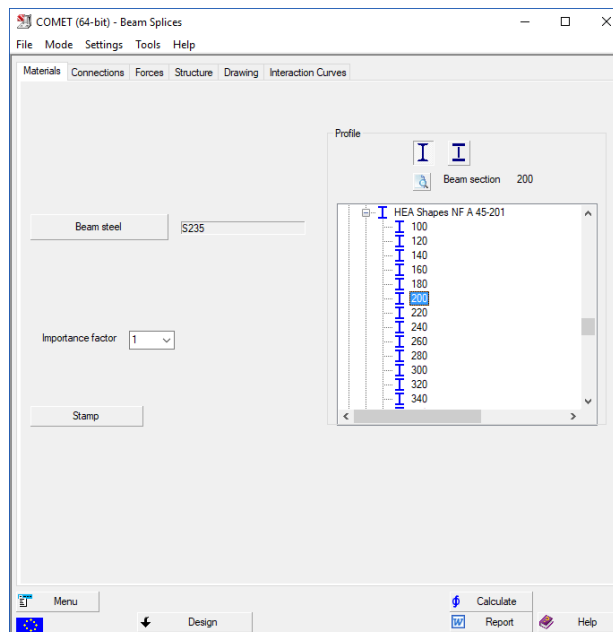 COMET (64-bit) - Beam Splices
File Mode Settings Tools Help
Materials Connections Forces Structure Drawing Interaction Curves
Profile
Beam section 200
HEA Shapes NF A 45-201
100
120
140
160
180
200
220
240
260
280
300
320
340
Beam steel S235
Importance factor 1
Stamp
Menu
Calculate
Design
Report
Help